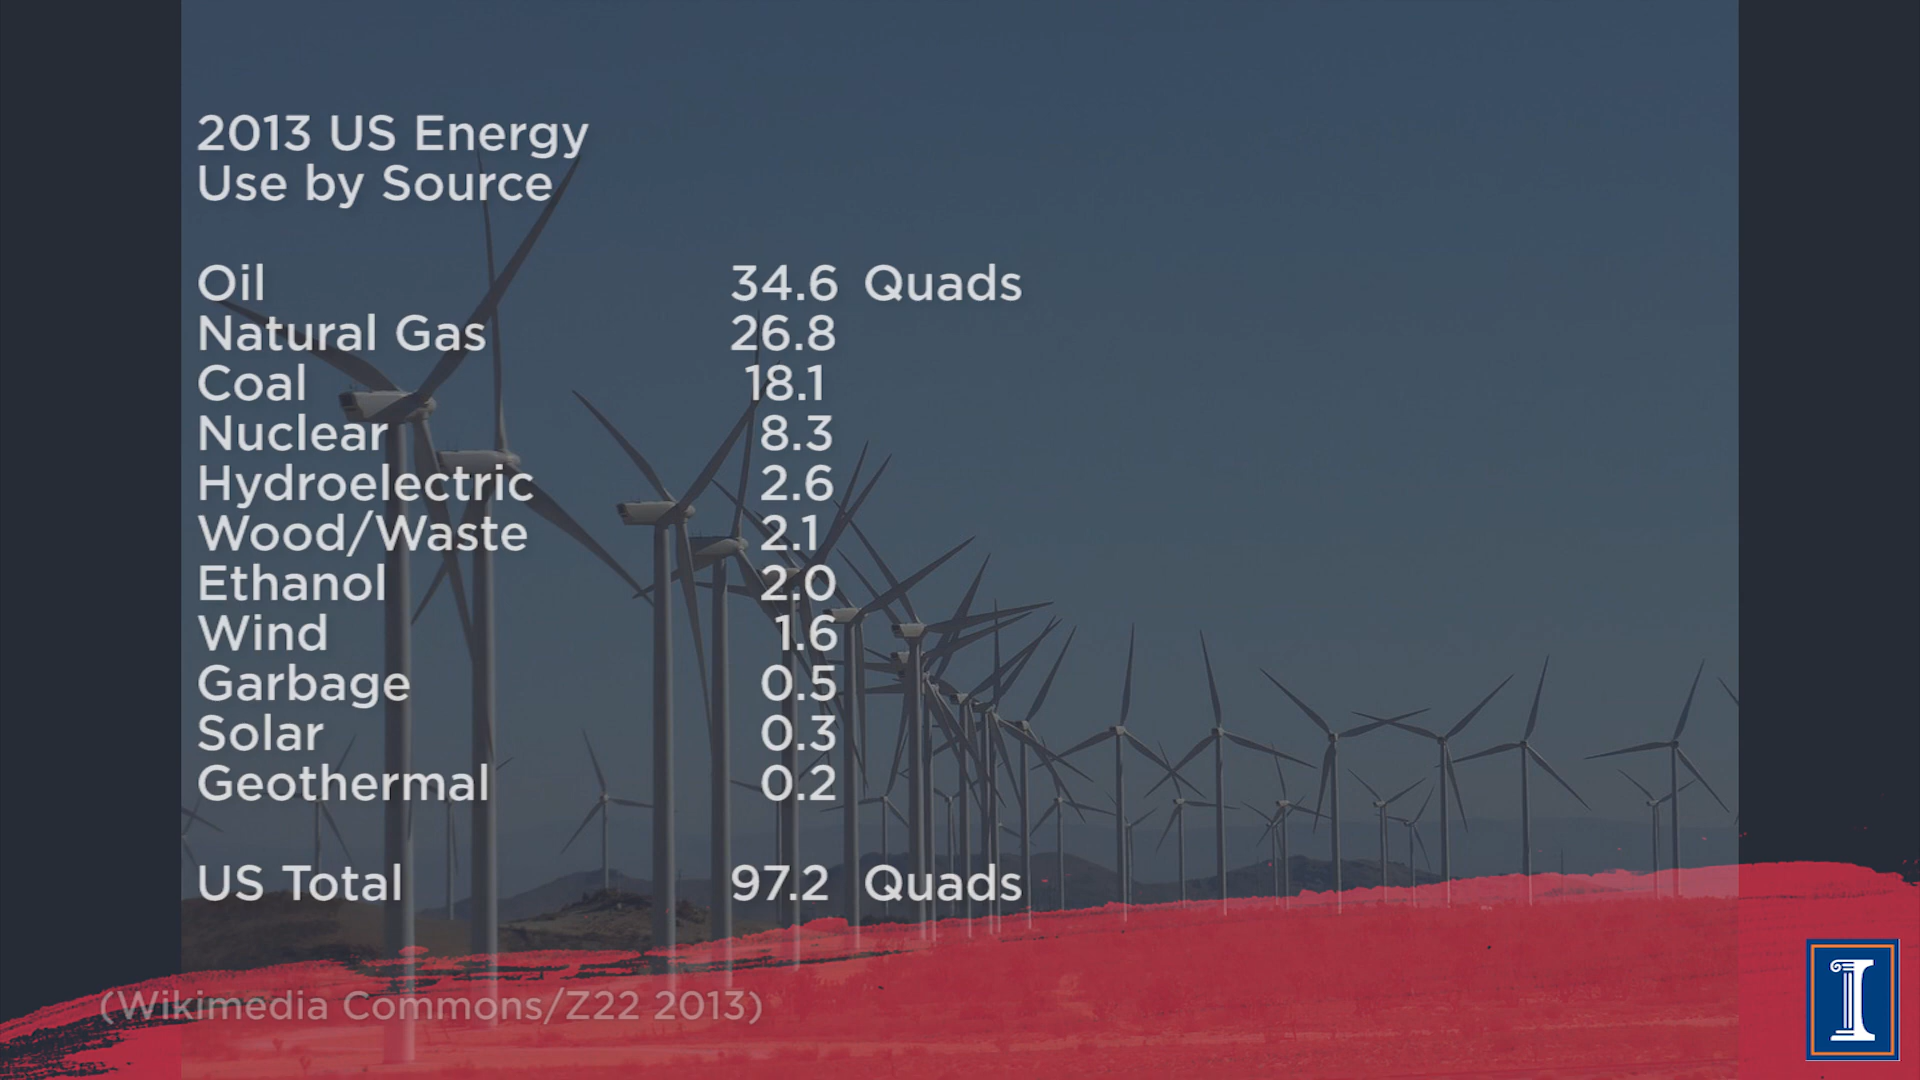 2013 US Energy
Use by Source
Oil 34.6 Quads
Natural Gas 26.8
Coal 18.1
Nuclear 8.3
Hydroelectric 2.6
Wood/Waste 2.1
Ethanol 2.0
Wind 1.6
Garbage 0.5
Solar 0.3
Geothermal 0.2
US Total 97.2 Quads
(Wikimedia Commons/Z22 2013)